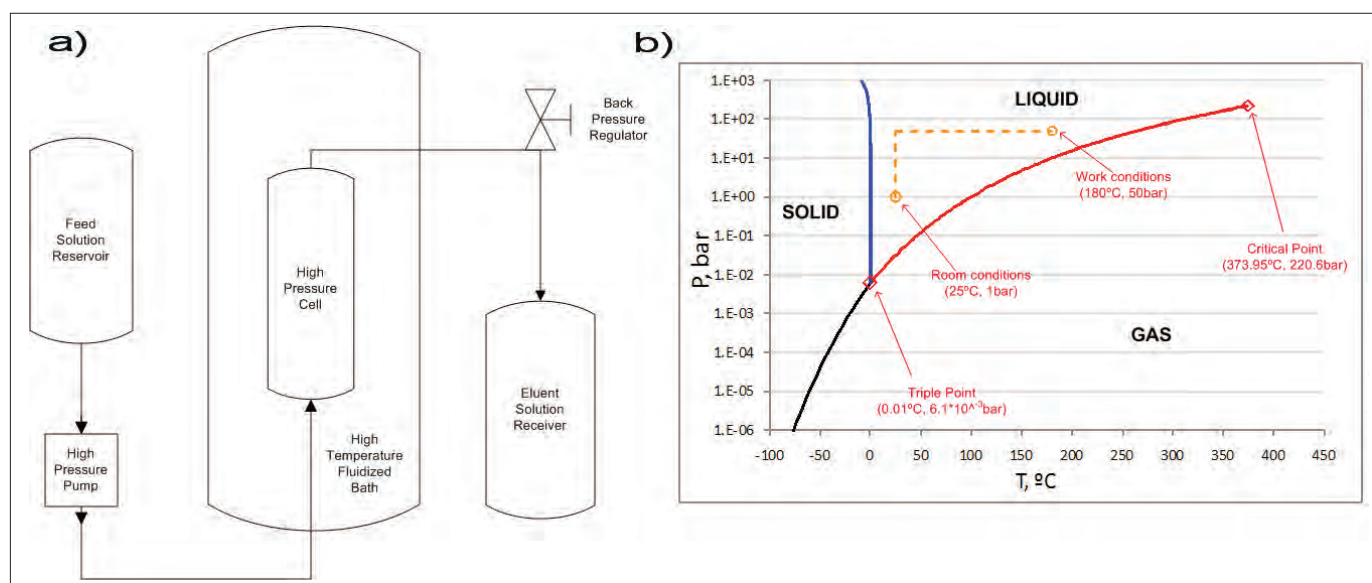 a)
Feed
Solution
Reservoir
High
Pressure
Pump
High
Pressure
Cell
High
Temperature
Fluidized
Bath
Back
Pressure
Regulator
Eluent
Solution
Receiver
b)
P, bar
1.E+03
1.E+02
1.E+01
1.E+00
1.E-01
1.E-02
1.E-03
1.E-04
1.E-05
1.E-06
LIQUID
SOLID
GAS
Work conditions
(180ºC, 50bar)
Room conditions
(25ºC, 1bar)
Critical Point
(373.95ºC, 220.6bar)
Triple Point
(0.01ºC, 6.1*10^-3bar)
-100 -50 0 50 100 150 200 250 300 350 400 450
T, ºC